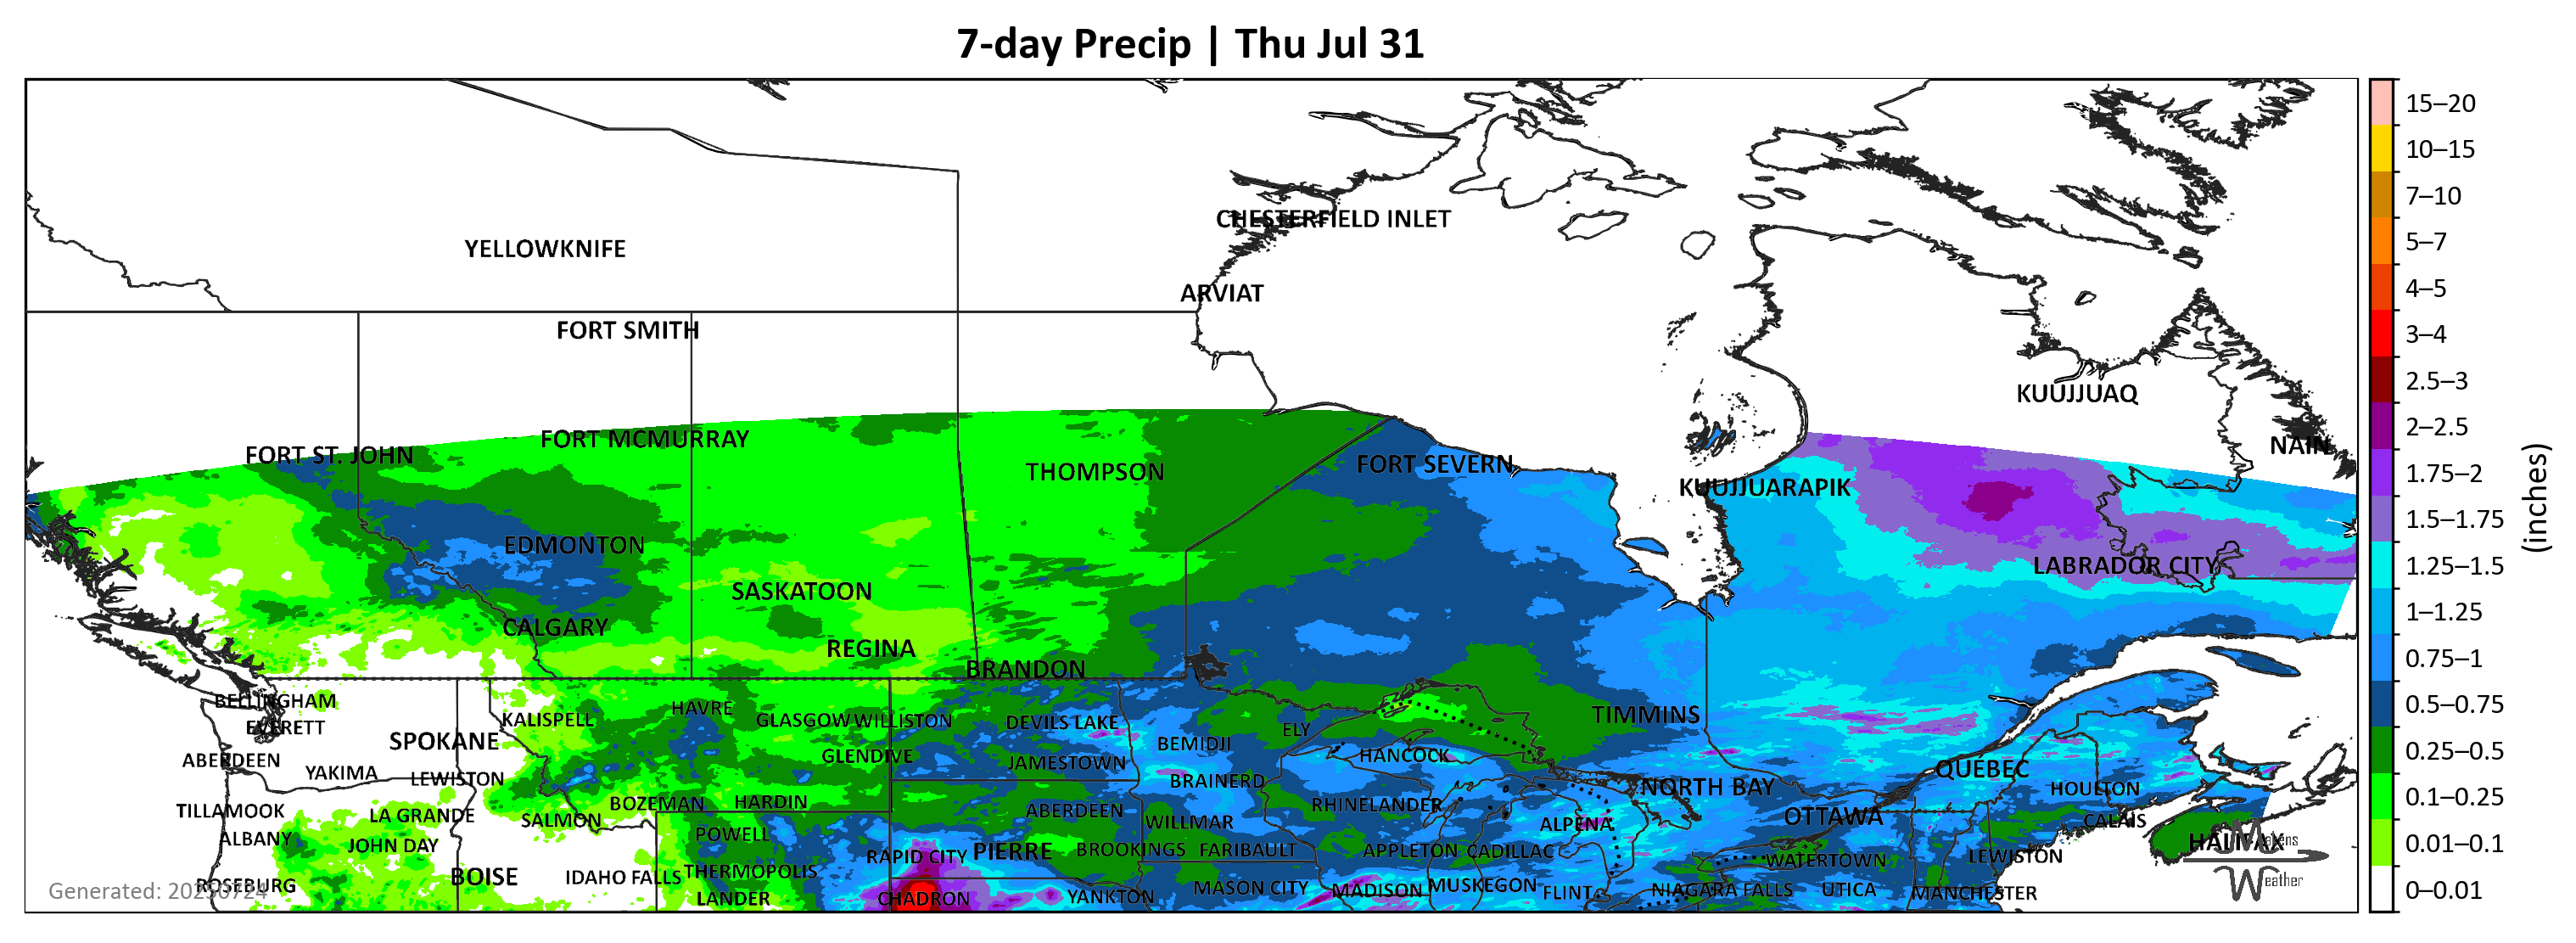 7-day Precip | Thu Jul 31
CHESTERFIELD INLET
YELLOWKNIFE
ARVIAT
FORT SMITH
KUUJJUAQ
NAIN
FORT ST. JOHN
FORT MCMURRAY
THOMPSON
FORT SEVERN
KUUJJUARAPIK
EDMONTON
LABRADOR CITY
SASKATOON
CALGARY
REGINA
BRANDON
BELLINGHAM
EVERETT
KALISPELL
HAVRE
GLASGOW
WILLISTON
DEVILS LAKE
TIMMINS
SPOKANE
BEMIDJI
ELY
HANCOCK
ABERDEEN
YAKIMA
LEWISTON
GLENDIVE
JAMESTOWN
BRAINERD
NORTH BAY
QUÉBEC
HOULTON
TILLAMOOK
LA GRANDE
SALMON
BOZEMAN
HARDIN
ABERDEEN
RHINELANDER
WILLMAR
ALPENA
OTTAWA
CALAIS
ALBANY
JOHN DAY
POWELL
RAPID CITY
PIERRE
BROOKINGS
FARIBAULT
APPLETON
CADILLAC
WATERTOWN
LEWISTON
HALIFAX
ROSEBURG
BOISE
IDAHO FALLS
THERMOPOLIS
LANDER
CHADRON
YANKTON
MASON CITY
MADISON
MUSKEGON
FLINT
NIAGARA FALLS
UTICA
MANCHESTER
Generated: 20250724
Makens
Weather
15–20
10–15
7–10
5–7
4–5
3–4
2.5–3
2–2.5
1.75–2
1.5–1.75
1.25–1.5
1–1.25
0.75–1
0.5–0.75
0.25–0.5
0.1–0.25
0.01–0.1
0–0.01
(inches)